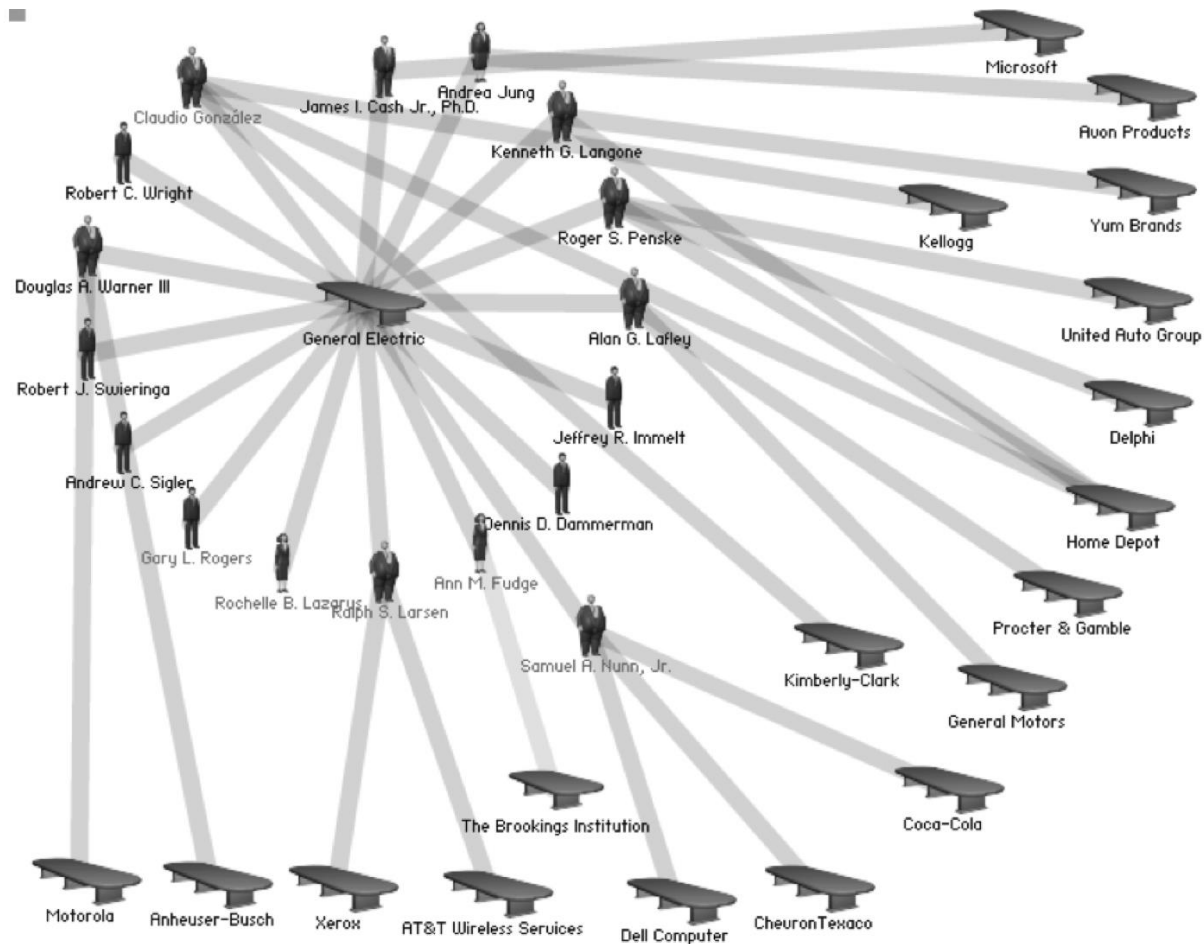 Microsoft
Andrea Jung
James I. Cash Jr., Ph.D.
Claudio González
Avon Products
Kenneth G. Langone
Robert C. Wright
Yum Brands
Roger S. Penske
Kellogg
Douglas A. Warner III
United Auto Group
General Electric
Alan G. Lafley
Robert J. Swieringa
Jeffrey R. Immelt
Delphi
Andrew C. Sigler
Dennis D. Dammerman
Home Depot
Gary L. Rogers
Ann M. Fudge
Rochelle B. Lazarus
Ralph S. Larsen
Procter & Gamble
Samuel A. Nunn, Jr.
Kimberly-Clark
General Motors
The Brookings Institution
Coca-Cola
Motorola
Anheuser-Busch
Xerox
AT&T Wireless Services
Dell Computer
ChevronTexaco